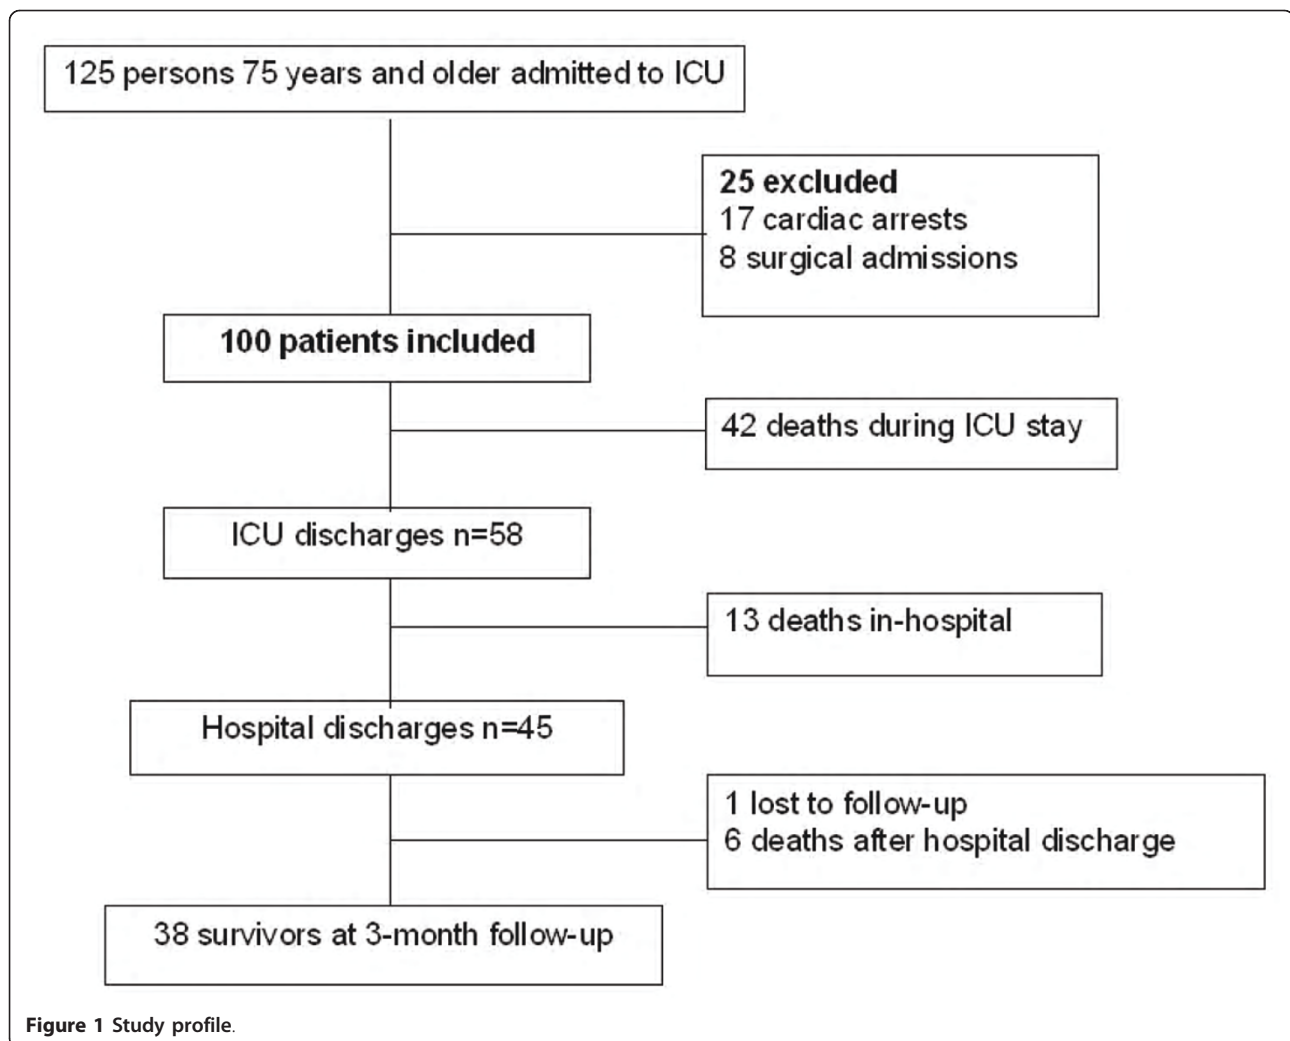 125 persons 75 years and older admitted to ICU
25 excluded
17 cardiac arrests
8 surgical admissions
100 patients included
42 deaths during ICU stay
ICU discharges n=58
13 deaths in-hospital
Hospital discharges n=45
1 lost to follow-up
6 deaths after hospital discharge
38 survivors at 3-month follow-up
Figure 1 Study profile.